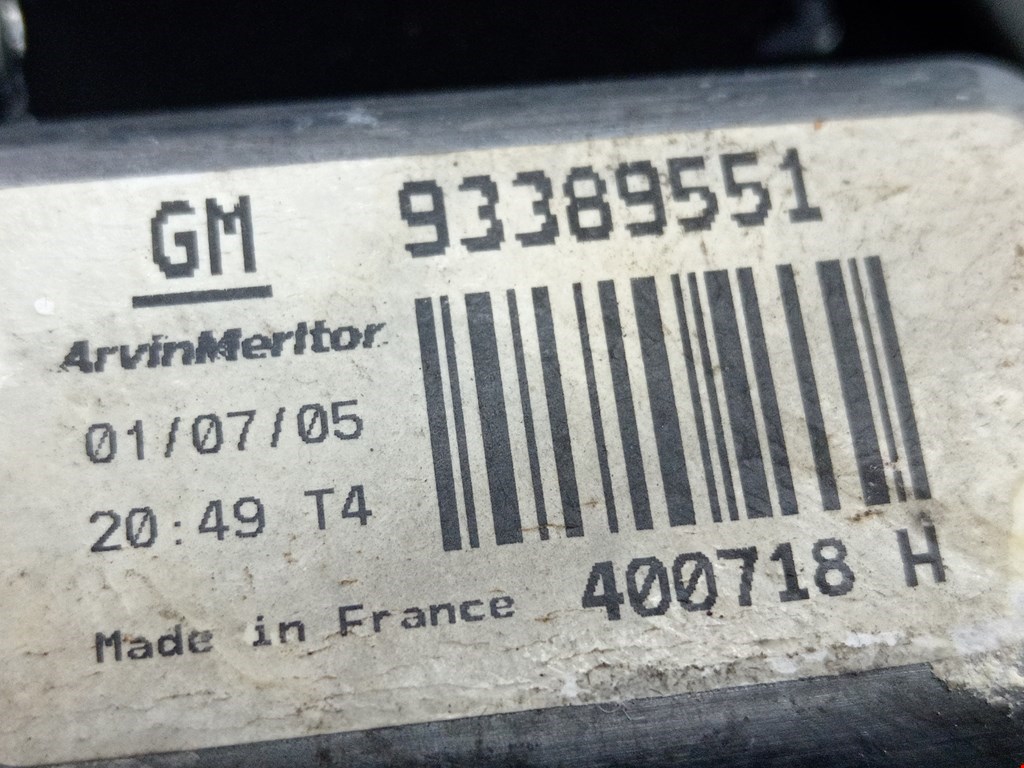 GM 93389551
ArvinMeritor
01/07/05
20:49 T4
Made in France 400718 H